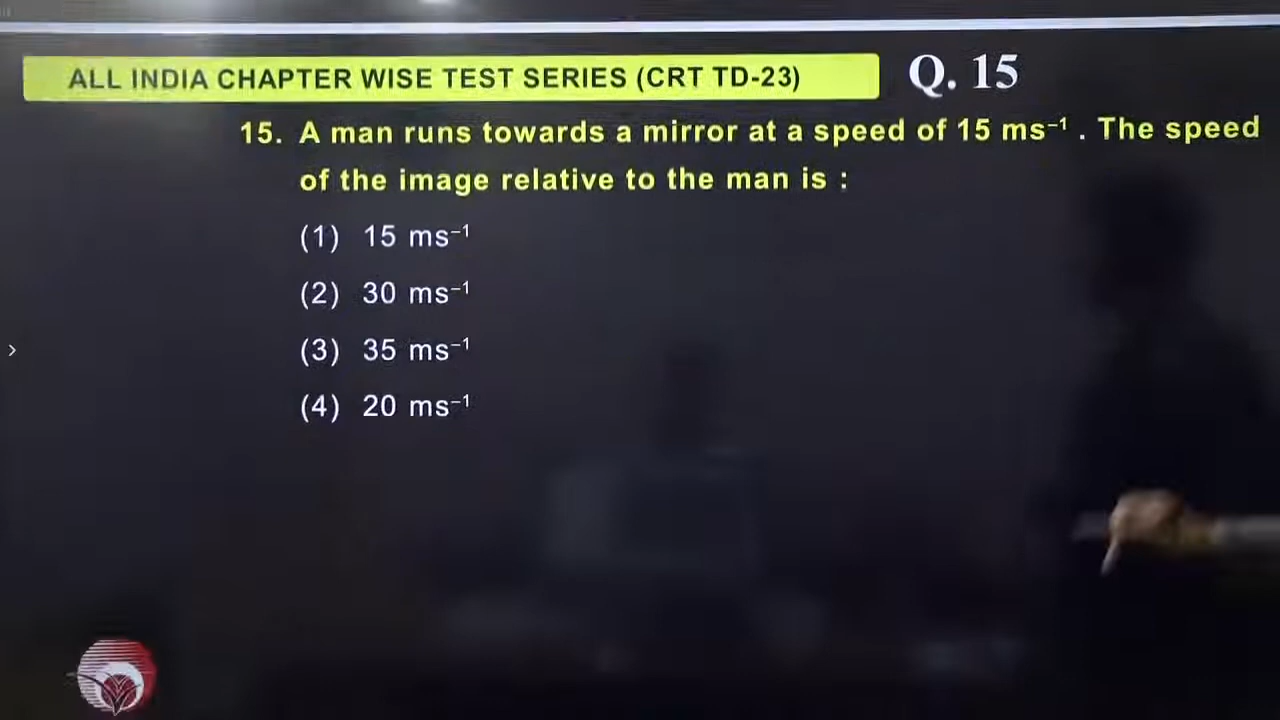 ALL INDIA CHAPTER WISE TEST SERIES (CRT TD-23) Q. 15
15. A man runs towards a mirror at a speed of 15 ms⁻¹ . The speed
of the image relative to the man is :
(1) 15 ms⁻¹
(2) 30 ms⁻¹
(3) 35 ms⁻¹
(4) 20 ms⁻¹